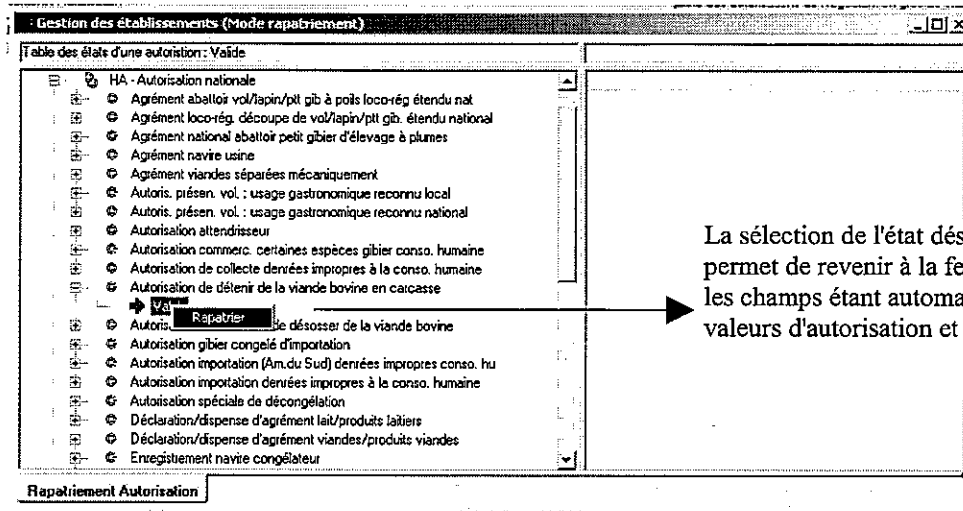 Gestion des établissements (Mode rapatriement)
Table des états d'une autoristion : Valide
HA - Autorisation nationale
Agrément abattoir vol/lapin/ptt gib à poils loco-rég étendu nat
Agrément loco-rég. découpe de vol/lapin/ptt gib. étendu national
Agrément national abattoir petit gibier d'élevage à plumes
Agrément navire usine
Agrément viandes séparées mécaniquement
Autoris. présen. vol. : usage gastronomique reconnu local
Autoris. présen. vol. : usage gastronomique reconnu national
Autorisation attendrisseur
Autorisation commerc. certaines espèces gibier conso. humaine
Autorisation de collecte denrées impropres à la conso. humaine
Autorisation de détenir de la viande bovine en carcasse
Rapatrier
de désosser de la viande bovine
Autorisation gibier congelé d'importation
Autorisation importation (Am.du Sud) denrées impropres conso. hu
Autorisation importation denrées impropres à la conso. humaine
Autorisation spéciale de décongélation
Déclaration/dispense d'agrément lait/produits laitiers
Déclaration/dispense d'agrément viandes/produits viandes
Enregistrement navire congélateur
Rapatriement Autorisation
La sélection de l'état dés
permet de revenir à la fe
les champs étant automa
valeurs d'autorisation et